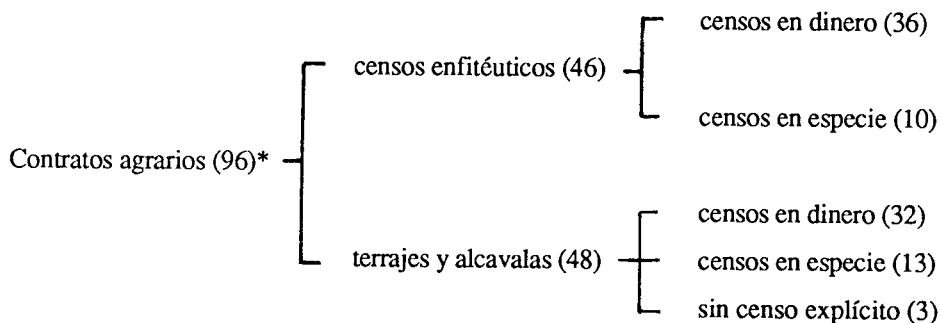 censos en dinero (36)
censos enfitéuticos (46)
censos en especie (10)
Contratos agrarios (96)*
censos en dinero (32)
terrajes y alcavalas (48)
censos en especie (13)
sin censo explícito (3)